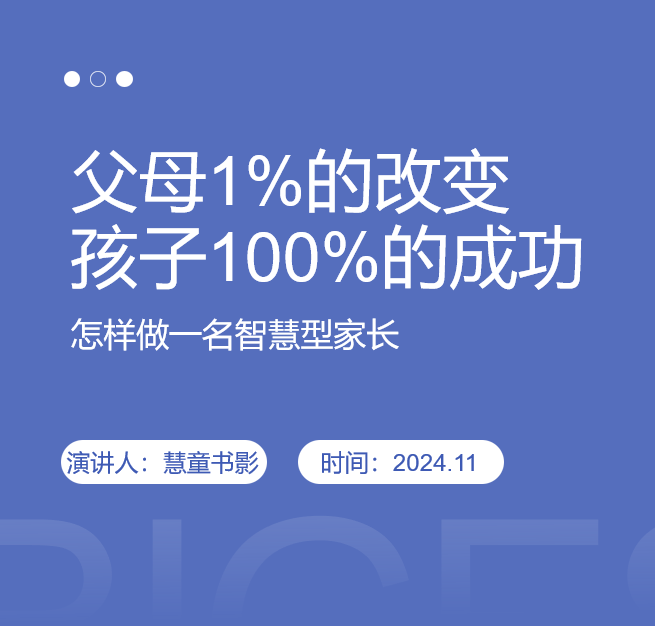 父母1%的改变
孩子100%的成功
怎样做一名智慧型家长
演讲人：慧童书影
时间：2024.11